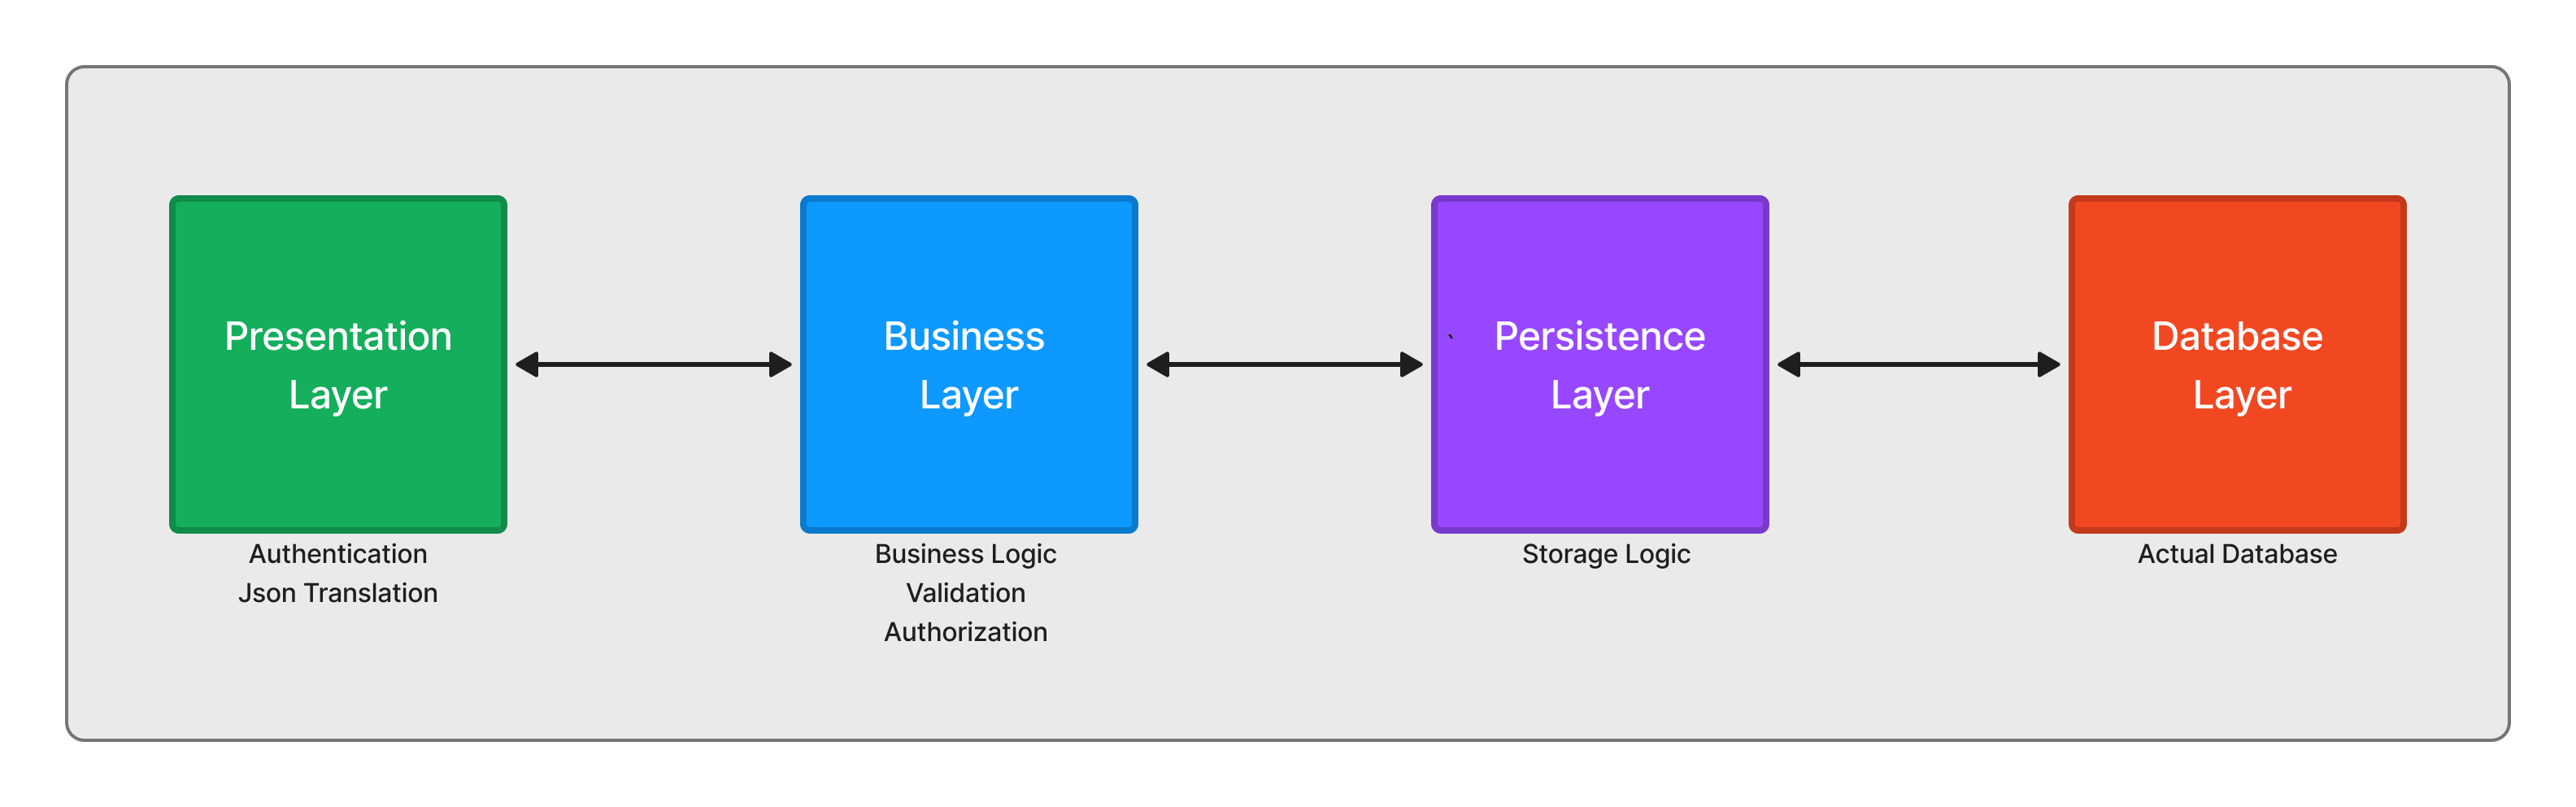 Presentation
Layer
Business
Layer
Persistence
Layer
Database
Layer
Authentication
Json Translation
Business Logic
Validation
Authorization
Storage Logic
Actual Database